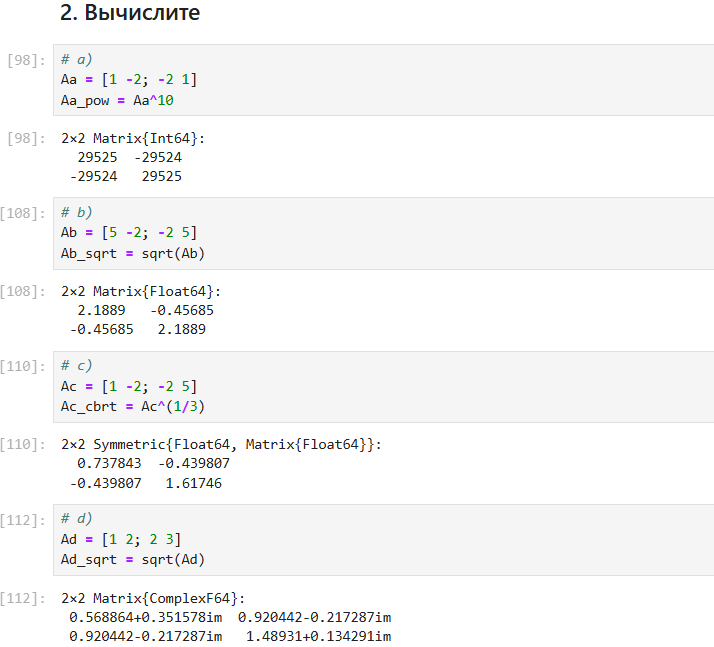 2. Вычислите
[98]: # a)
Aa = [1 -2; -2 1]
Aa_pow = Aa^10
[98]: 2×2 Matrix{Int64}:
29525 -29524
-29524 29525
[108]: # b)
Ab = [5 -2; -2 5]
Ab_sqrt = sqrt(Ab)
[108]: 2×2 Matrix{Float64}:
2.1889 -0.45685
-0.45685 2.1889
[110]: # c)
Ac = [1 -2; -2 5]
Ac_cbrt = Ac^(1/3)
[110]: 2×2 Symmetric{Float64, Matrix{Float64}}:
0.737843 -0.439807
-0.439807 1.61746
[112]: # d)
Ad = [1 2; 2 3]
Ad_sqrt = sqrt(Ad)
[112]: 2×2 Matrix{ComplexF64}:
0.568864+0.351578im 0.920442-0.217287im
0.920442-0.217287im 1.48931+0.134291im